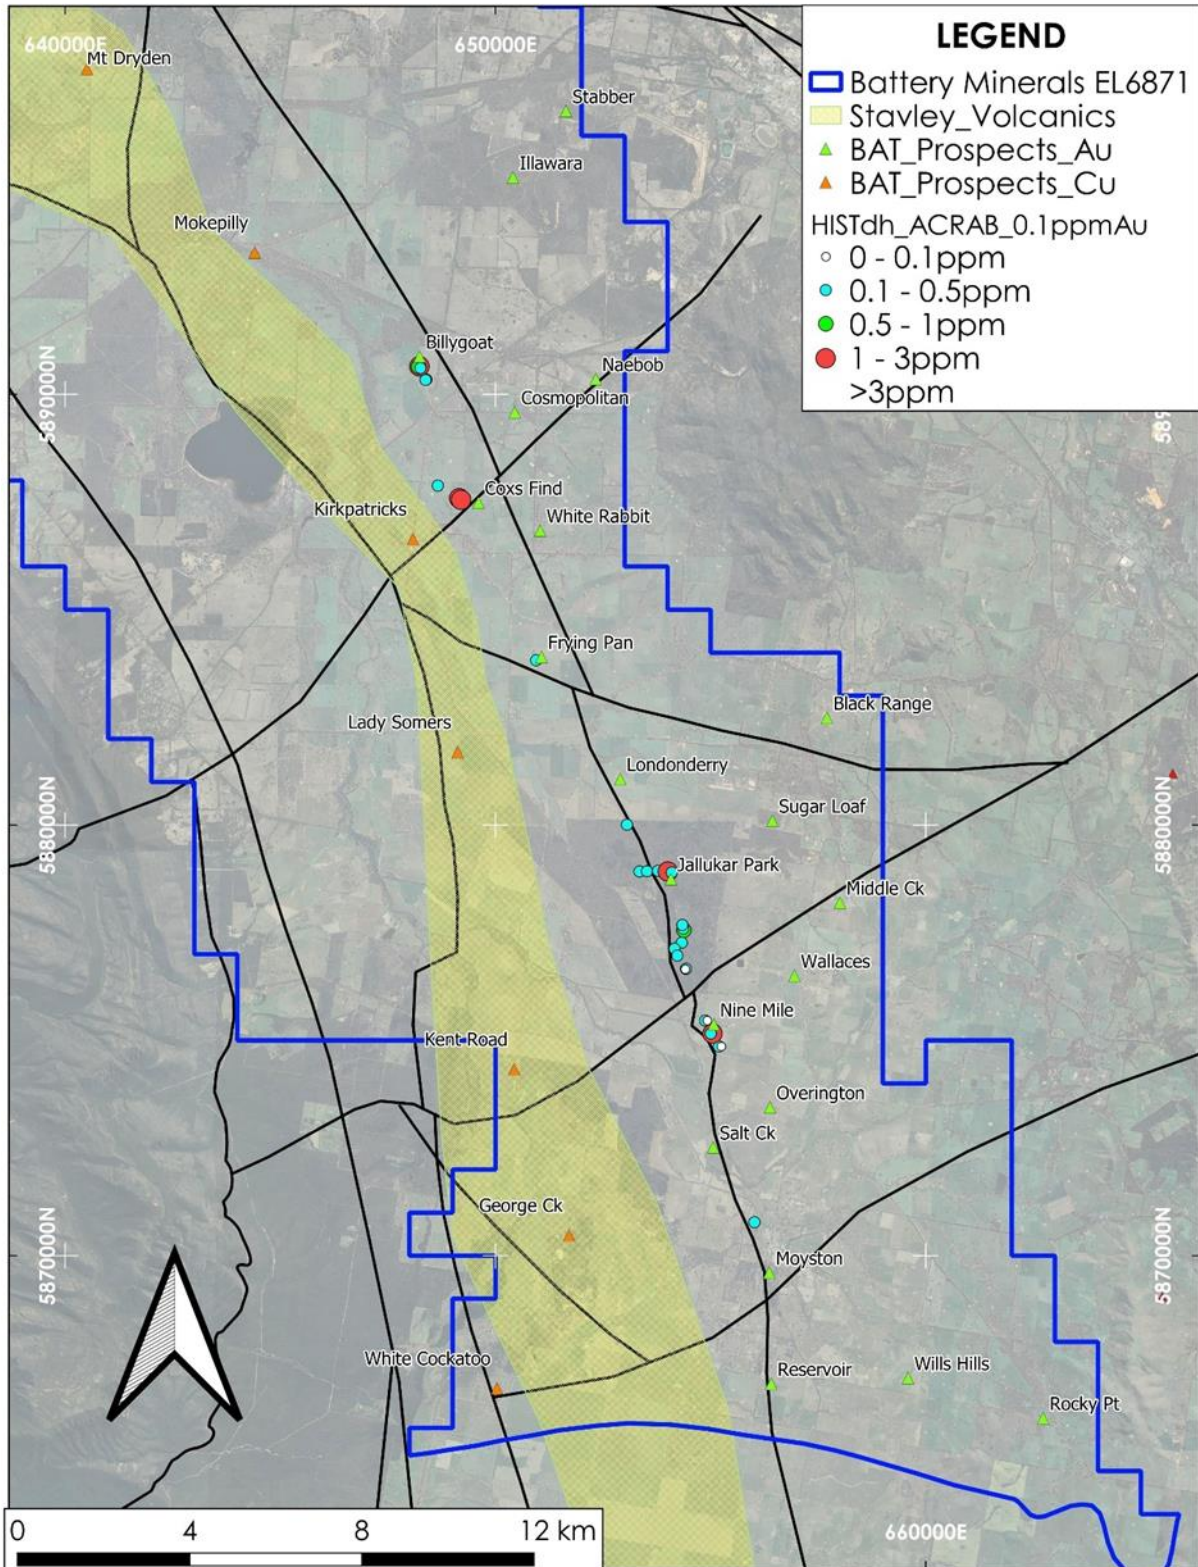 640000E
650000E
Mt Dryden
Stabber
Illawara
Mokepilly
LEGEND
Battery Minerals EL6871
Stavley_Volcanics
BAT_Prospects_Au
BAT_Prospects_Cu
HISTdh_ACRAB_0.1ppmAu
0 - 0.1ppm
0.1 - 0.5ppm
0.5 - 1ppm
1 - 3ppm
>3ppm
5890000N
589
Billygoat
Naebob
Cosmopolitan
Coxs Find
Kirkpatricks
White Rabbit
Frying Pan
Lady Somers
Black Range
Londonderry
Sugar Loaf
5880000N
5880000N
Jallukar Park
Middle Ck
Wallaces
Nine Mile
Kent Road
Overington
Salt Ck
George Ck
5870000N
5870000N
Moyston
White Cockatoo
Reservoir
Wills Hills
Rocky Pt
660000E
0 4 8 12 km